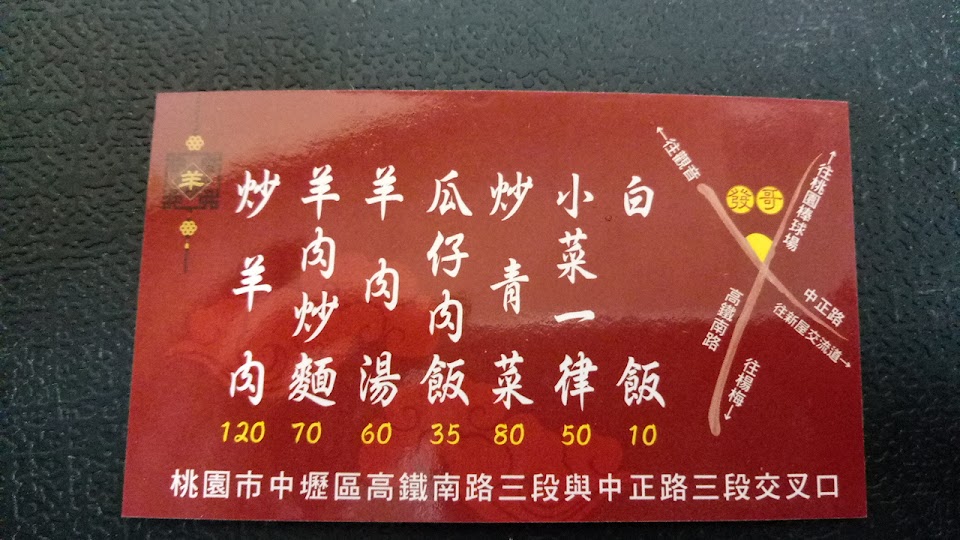 羊
炒羊肉 120
羊肉炒麵 70
羊肉湯 60
瓜仔肉飯 35
炒青菜 80
小菜一律 50
白飯 10
←往觀音
發哥
←往桃園棒球場
中正路
往新屋交流道→
高鐵南路
往楊梅→
桃園市中壢區高鐵南路三段與中正路三段交叉口